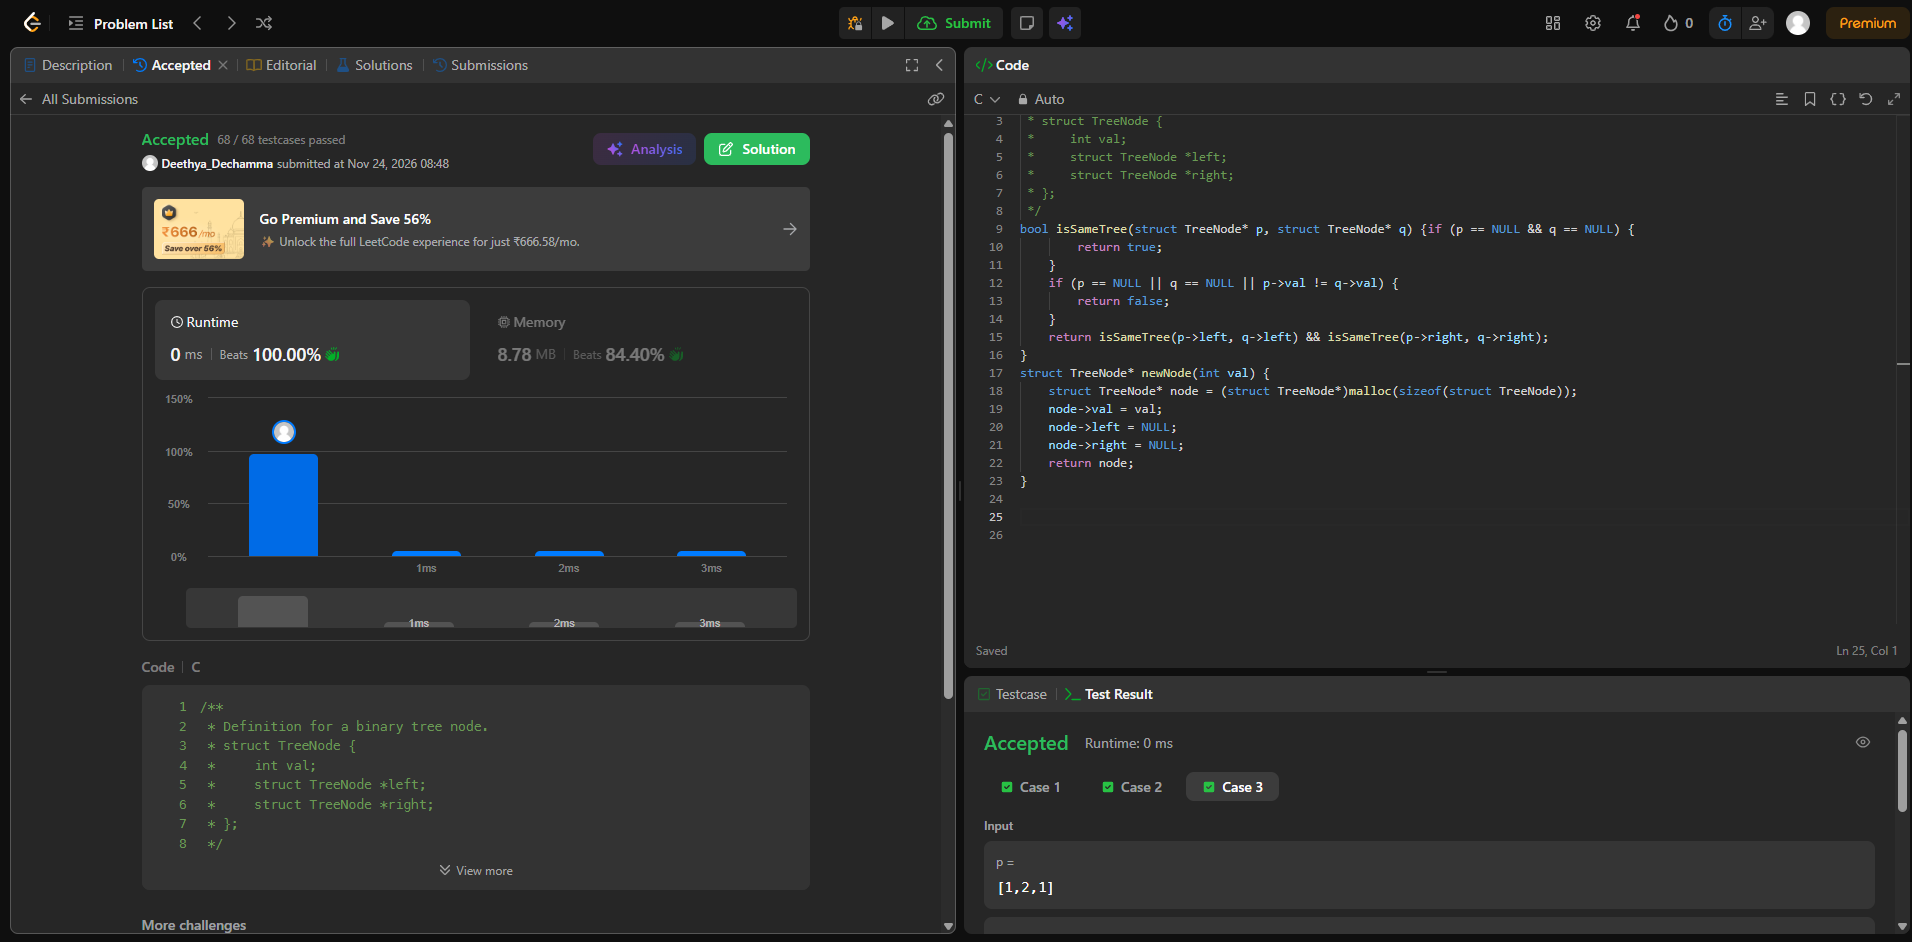 Problem List
Submit
0
Premium
Description
Accepted
Editorial
Solutions
Submissions
All Submissions
Accepted 68 / 68 testcases passed
Deethya_Dechamma submitted at Nov 24, 2026 08:48
Analysis
Solution
₹666 /mo
Save over 56%
Go Premium and Save 56%
✨ Unlock the full LeetCode experience for just ₹666.58/mo.
Runtime
0 ms | Beats 100.00%
Memory
8.78 MB | Beats 84.40%
150%
100%
50%
0%
1ms 2ms 3ms
1ms 2ms 3ms
Code | C
1 /**
2  * Definition for a binary tree node.
3  * struct TreeNode {
4  *     int val;
5  *     struct TreeNode *left;
6  *     struct TreeNode *right;
7  * };
8  */
View more
More challenges
</> Code
C
Auto
3  * struct TreeNode {
4  *     int val;
5  *     struct TreeNode *left;
6  *     struct TreeNode *right;
7  * };
8  */
9 bool isSameTree(struct TreeNode* p, struct TreeNode* q) {if (p == NULL && q == NULL) {
10         return true;
11     }
12     if (p == NULL || q == NULL || p->val != q->val) {
13         return false;
14     }
15     return isSameTree(p->left, q->left) && isSameTree(p->right, q->right);
16 }
17 struct TreeNode* newNode(int val) {
18     struct TreeNode* node = (struct TreeNode*)malloc(sizeof(struct TreeNode));
19     node->val = val;
20     node->left = NULL;
21     node->right = NULL;
22     return node;
23 }
24
25
26
Saved
Ln 25, Col 1
Testcase
Test Result
Accepted Runtime: 0 ms
Case 1
Case 2
Case 3
Input
p =
[1,2,1]